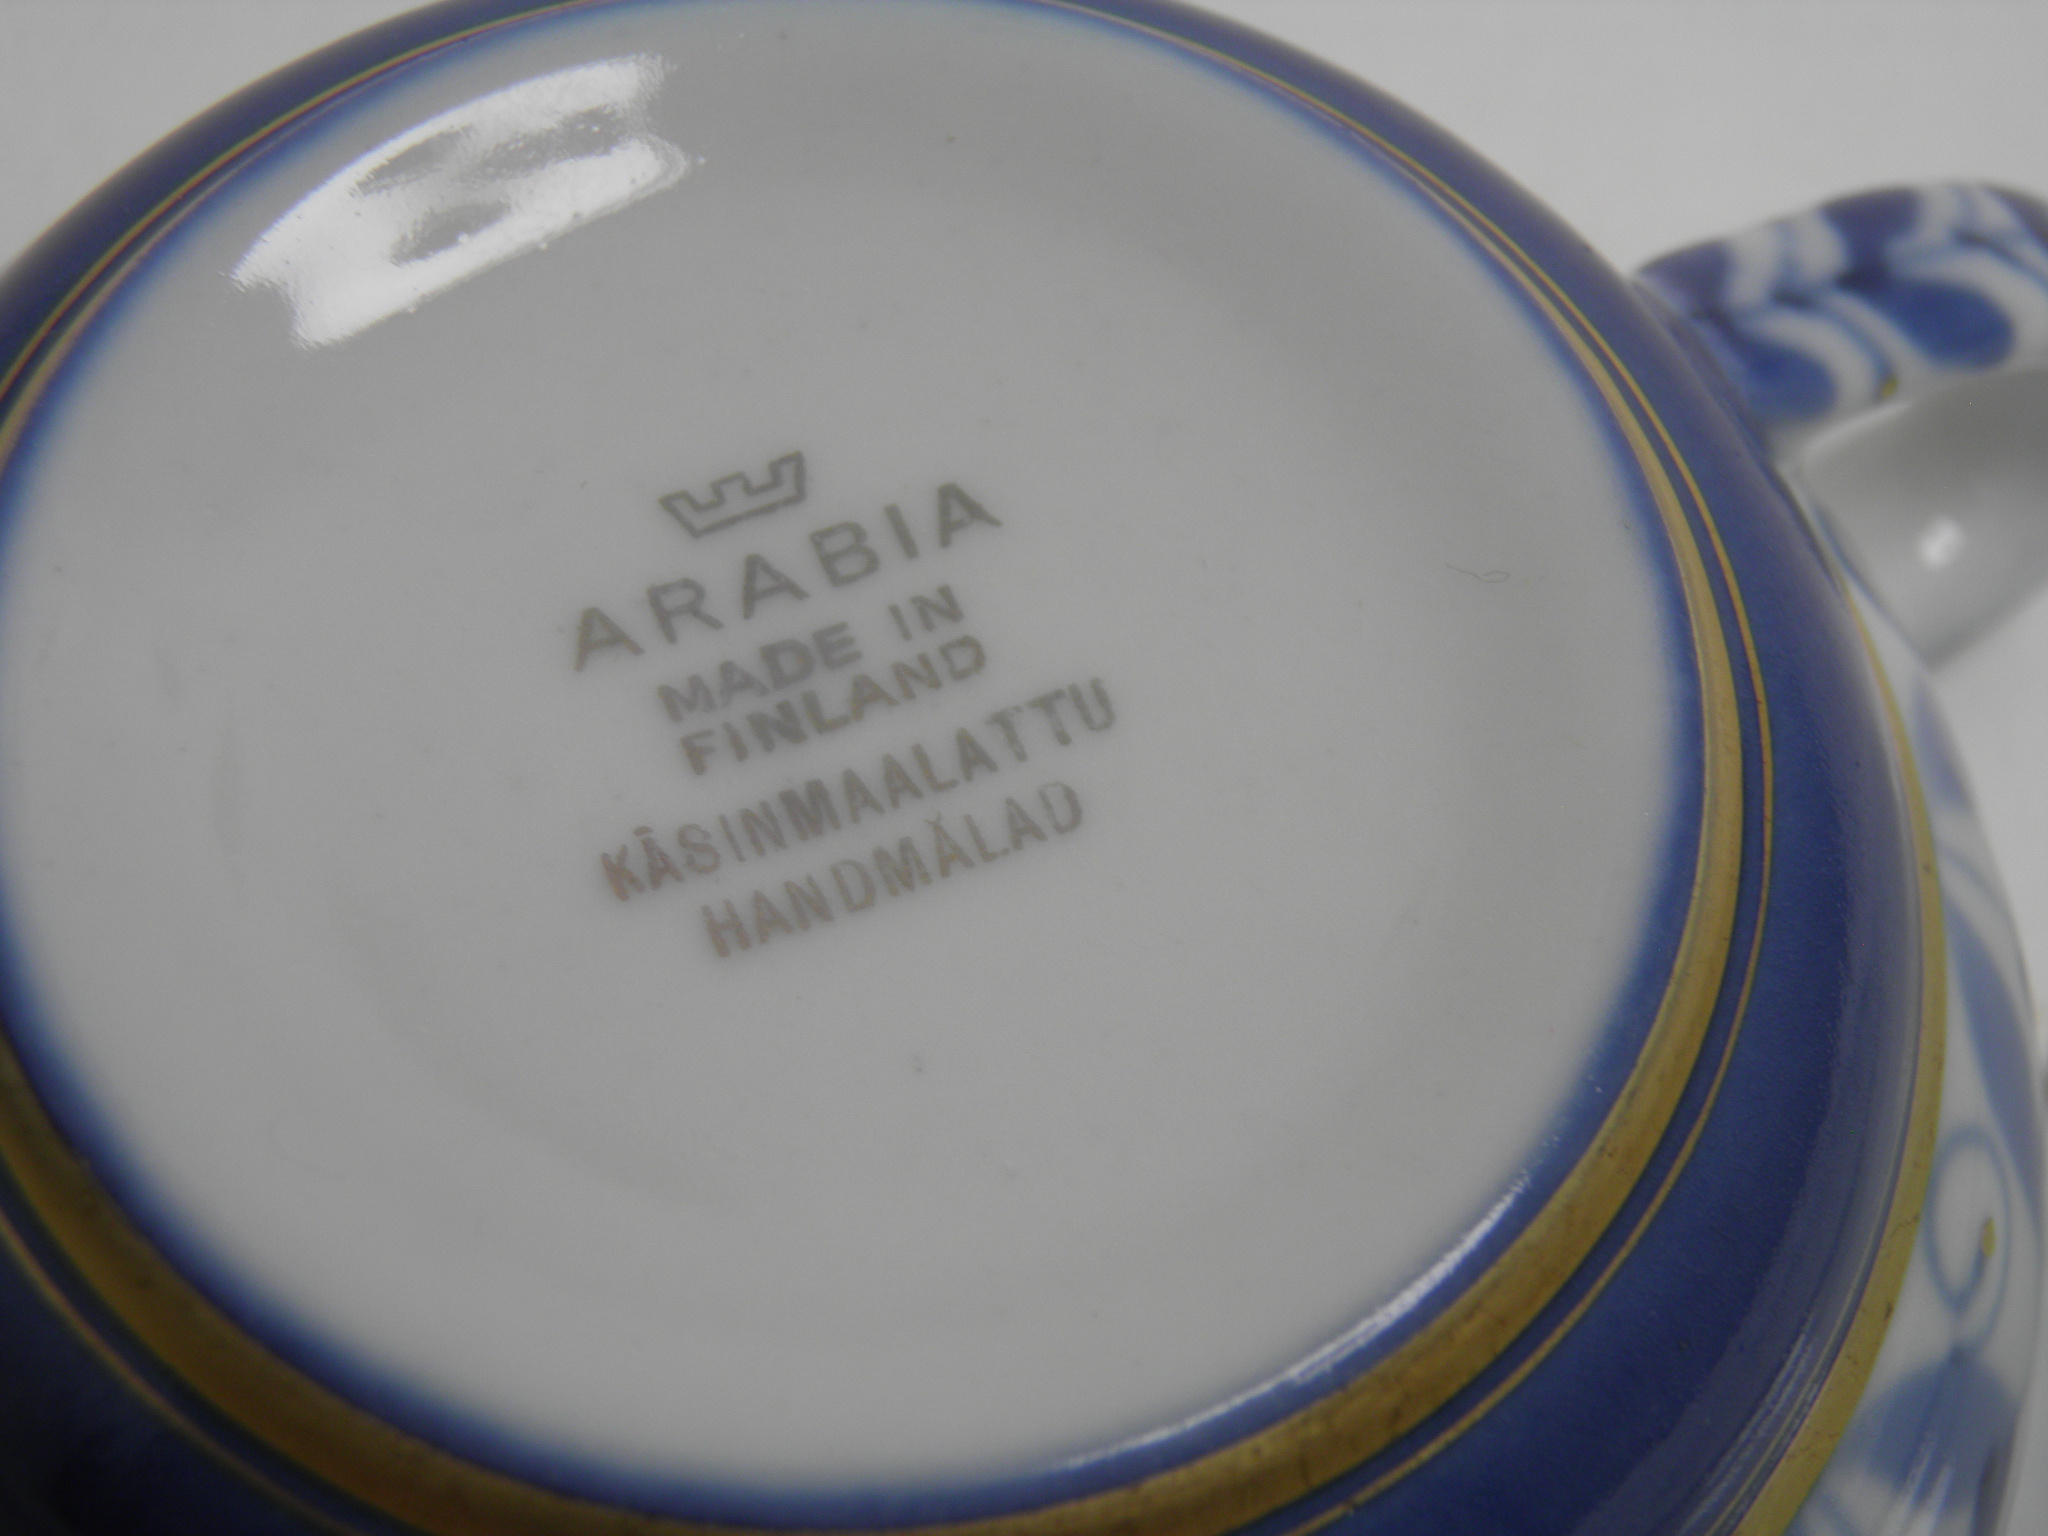 ARABIA
MADE IN
FINLAND
KÄSINMAALATTU
HANDMÅLAD